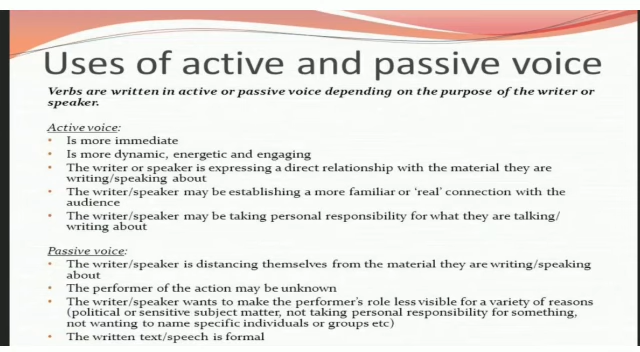 Uses of active and passive voice
Verbs are written in active or passive voice depending on the purpose of the writer or
speaker.
Active voice:
• Is more immediate
• Is more dynamic, energetic and engaging
• The writer or speaker is expressing a direct relationship with the material they are
writing/speaking about
• The writer/speaker may be establishing a more familiar or ‘real’ connection with the
audience
• The writer/speaker may be taking personal responsibility for what they are talking/
writing about
Passive voice:
• The writer/speaker is distancing themselves from the material they are writing/speaking
about
• The performer of the action may be unknown
• The writer/speaker wants to make the performer’s role less visible for a variety of reasons
(political or sensitive subject matter, not taking personal responsibility for something,
not wanting to name specific individuals or groups etc)
• The written text/speech is formal